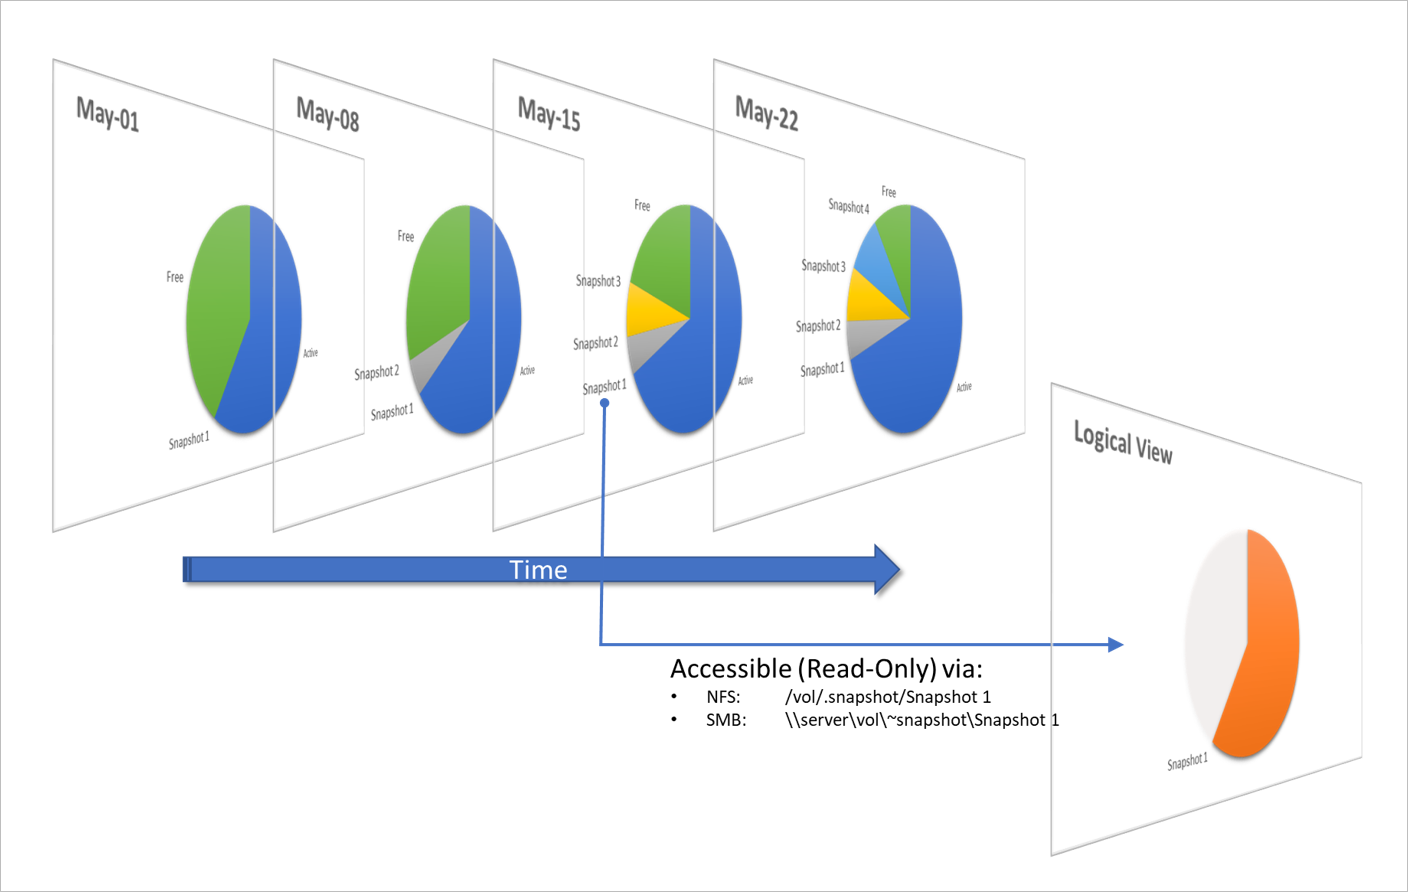 May-01
Free
Active
Snapshot 1
May-08
Free
Snapshot 2
Active
Snapshot 1
May-15
Free
Snapshot 3
Snapshot 2
Active
Snapshot 1
May-22
Free
Snapshot 4
Snapshot 3
Snapshot 2
Snapshot 1
Active
Time
Accessible (Read-Only) via:
• NFS: /vol/.snapshot/Snapshot 1
• SMB: \\server\vol\~snapshot\Snapshot 1
Logical View
Snapshot 1